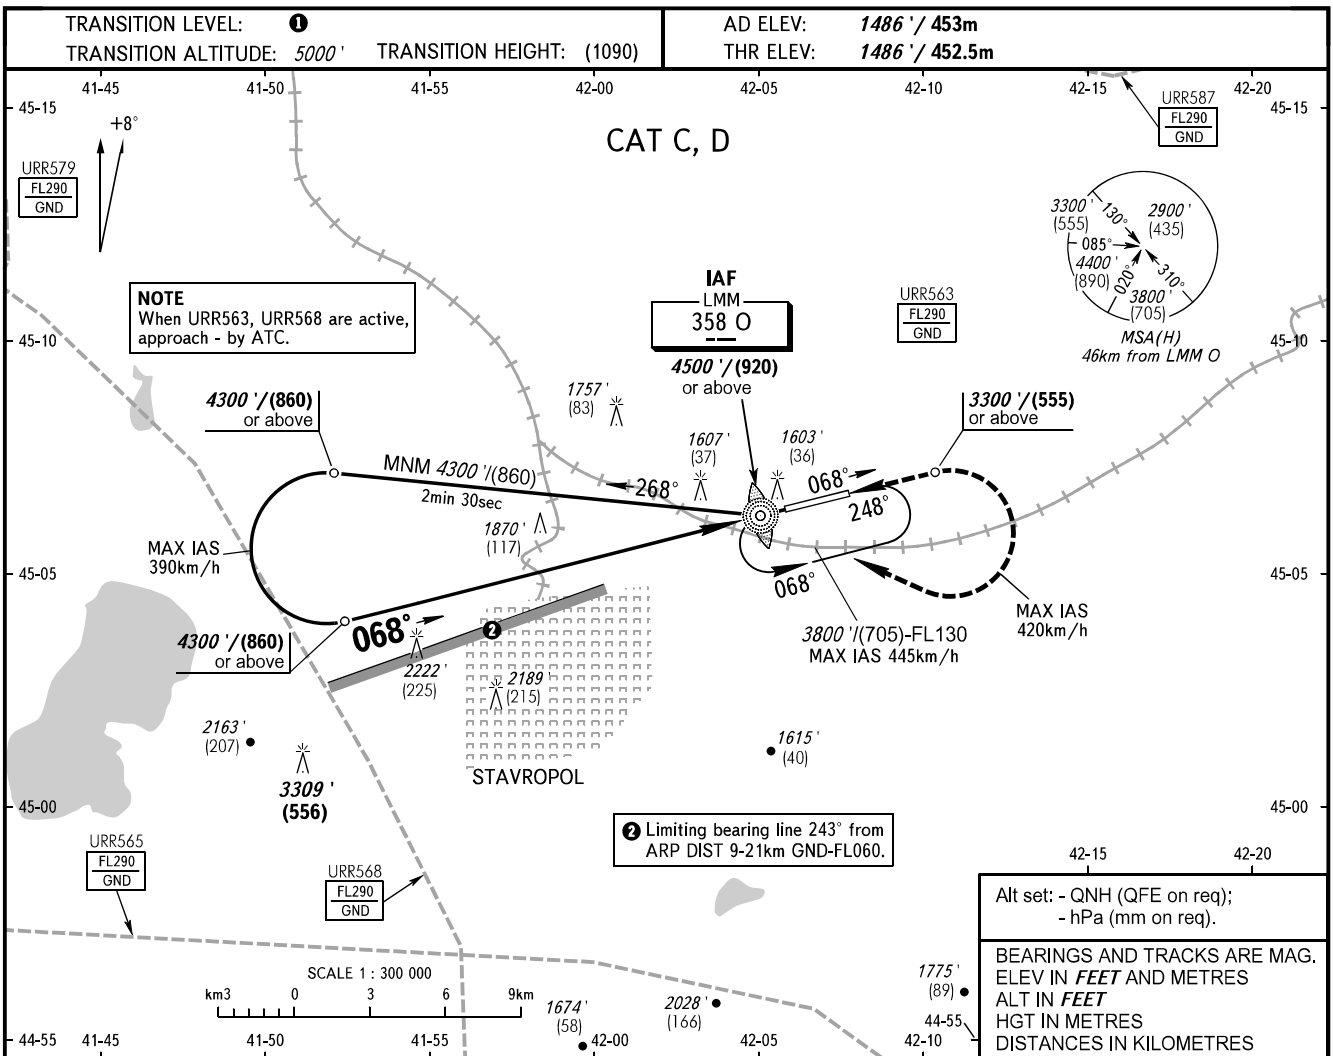 TRANSITION LEVEL: ❶
TRANSITION ALTITUDE: 5000 ' TRANSITION HEIGHT: (1090)
AD ELEV: 1486 '/ 453m
THR ELEV: 1486 '/ 452.5m
41-45 41-50 41-55 42-00 42-05 42-10 42-15 42-20
45-15
45-15
+8°
CAT C, D
URR587
FL290
GND
URR579
FL290
GND
3300 '
(555)
130°
2900 '
(435)
085°
4400 '
(890)
020°
310°
3800 '
(705)
MSA(H)
46km from LMM O
NOTE
When URR563, URR568 are active,
approach - by ATC.
IAF
LMM
358 O
4500 '/(920)
or above
URR563
FL290
GND
45-10
45-10
4300 '/(860)
or above
1757 '
(83)
3300 '/(555)
or above
1607 '
(37)
1603 '
(36)
MNM 4300 '/(860)
2min 30sec
268°
068°
248°
1870 '
(117)
MAX IAS
390km/h
45-05
45-05
068°
MAX IAS
420km/h
4300 '/(860)
or above
068°
❷
3800 '/(705)-FL130
MAX IAS 445km/h
2222 '
(225)
2189 '
(215)
2163 '
(207)
1615 '
(40)
3309 '
(556)
STAVROPOL
45-00
45-00
❷ Limiting bearing line 243° from
ARP DIST 9-21km GND-FL060.
URR565
FL290
GND
URR568
FL290
GND
42-15 42-20
Alt set: - QNH (QFE on req);
- hPa (mm on req).
BEARINGS AND TRACKS ARE MAG.
ELEV IN FEET AND METRES
ALT IN FEET
HGT IN METRES
DISTANCES IN KILOMETRES
SCALE 1 : 300 000
km3 0 3 6 9km
1674 '
(58)
2028 '
(166)
1775 '
(89)
44-55
44-55 41-45 41-50 41-55 42-00 42-05 42-10